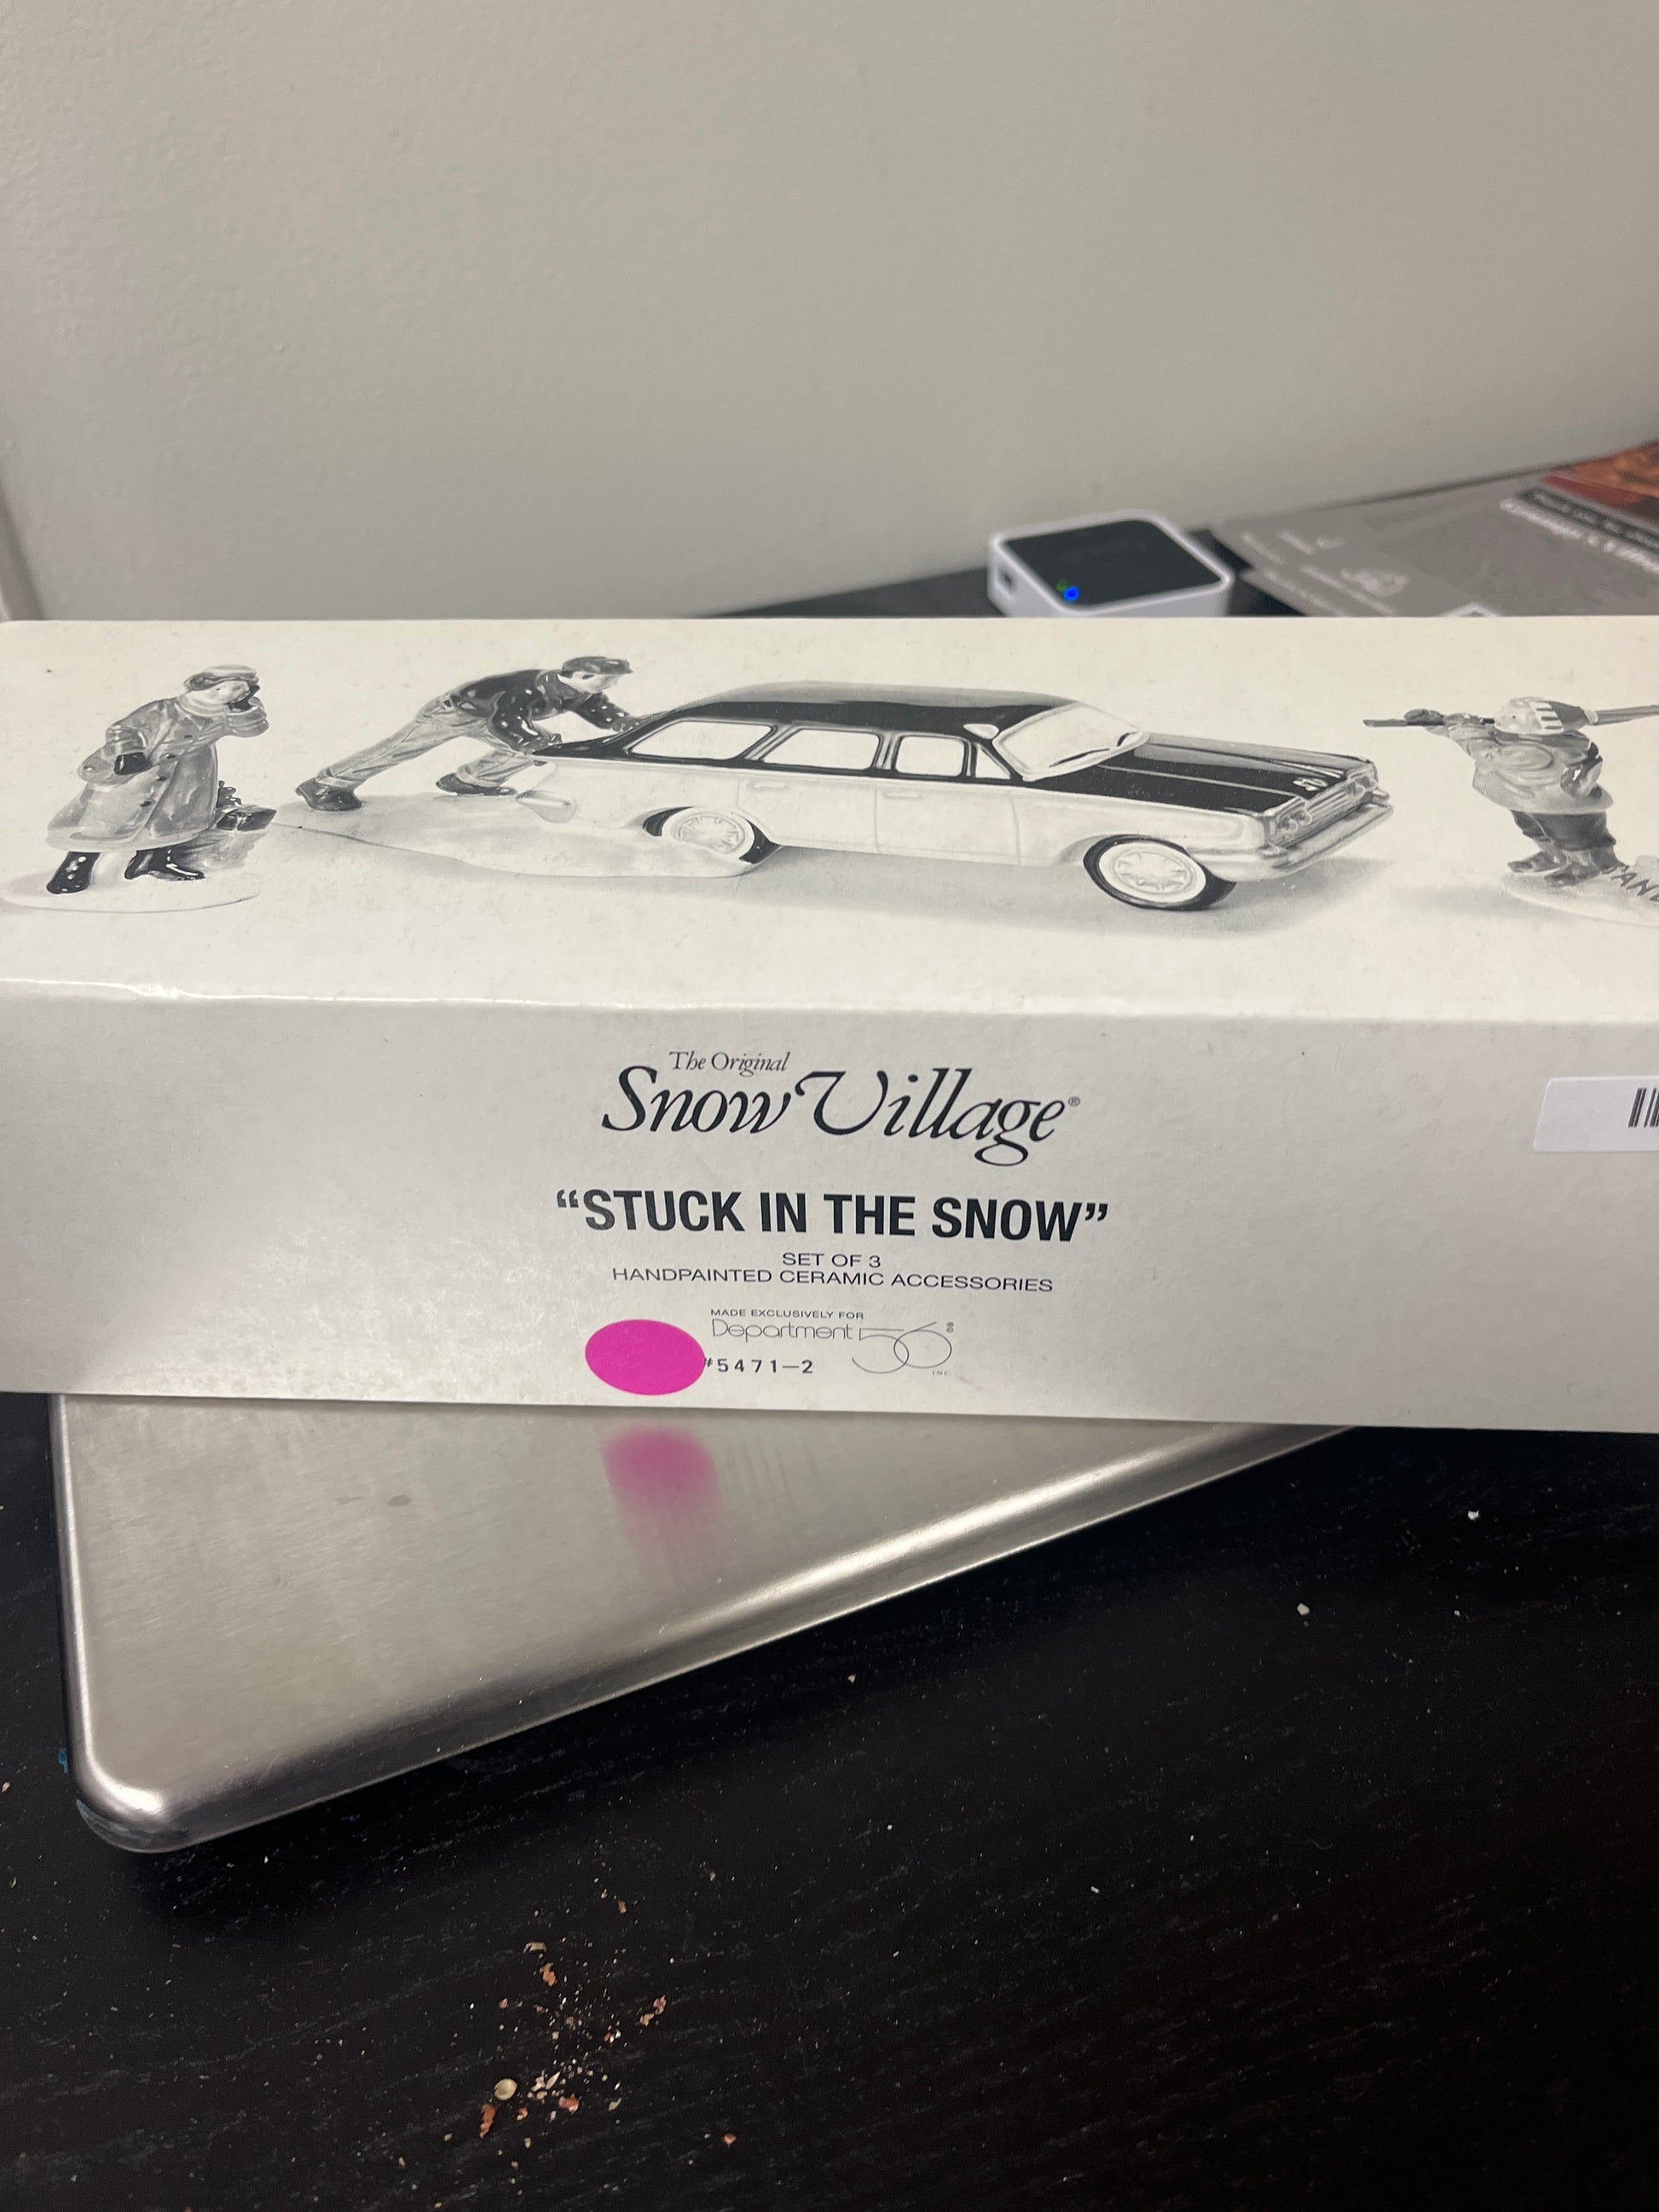 The Original
Snow Village®
“STUCK IN THE SNOW”
SET OF 3
HANDPAINTED CERAMIC ACCESSORIES
MADE EXCLUSIVELY FOR
Department 56®
INC
#5471–2